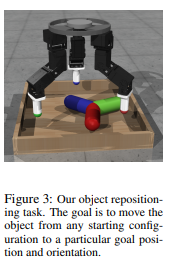 Figure 3: Our object reposition-
ing task. The goal is to move the
object from any starting config-
uration to a particular goal posi-
tion and orientation.